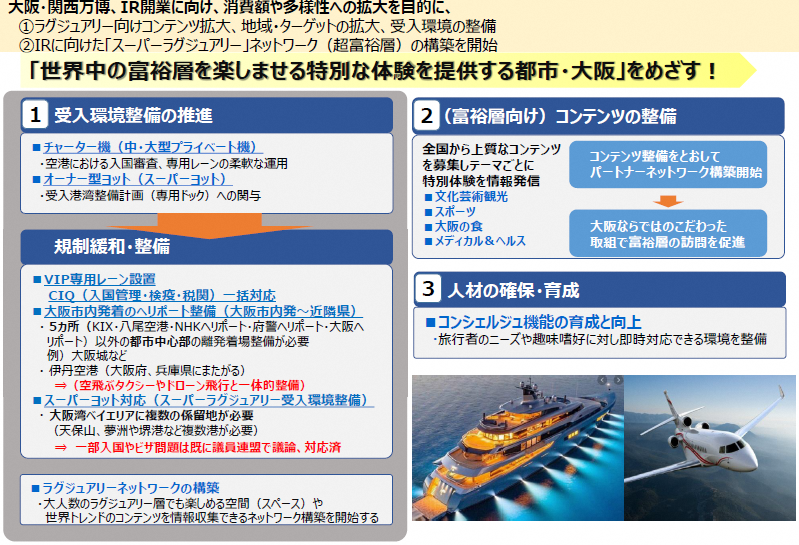 大阪・関西万博、IR開業に向け、消費額や多様性への拡大を目的に、
①ラグジュアリー向けコンテンツ拡大、地域・ターゲットの拡大、受入環境の整備
②IRに向けた「スーパーラグジュアリー」ネットワーク（超富裕層）の構築を開始
「世界中の富裕層を楽しませる特別な体験を提供する都市・大阪」をめざす！
1 受入環境整備の推進
■チャーター機（中・大型プライベート機）
・空港における入国審査、専用レーンの柔軟な運用
■オーナー型ヨット（スーパーヨット）
・受入港湾整備計画（専用ドック）への関与
規制緩和・整備
■VIP専用レーン設置
CIQ（入国管理・検疫・税関）一括対応
■大阪市内発着のヘリポート整備（大阪市内発～近隣県）
・５カ所（KIX・八尾空港・NHKヘリポート・府警ヘリポート・大阪ヘ
リポート）以外の都市中心部の離発着場整備が必要
例）大阪城など
・伊丹空港（大阪府、兵庫県にまたがる）
⇒（空飛ぶタクシーやドローン飛行と一体的整備）
■スーパーヨット対応（スーパーラグジュアリー受入環境整備）
・大阪湾ベイエリアに複数の係留地が必要
（天保山、夢洲や堺港など複数港が必要）
⇒ 一部入国やビザ問題は既に議員連盟で議論、対応済
■ラグジュアリーネットワークの構築
・大人数のラグジュアリー層でも楽しめる空間（スペース）や
世界トレンドのコンテンツを情報収集できるネットワーク構築を開始する
2 （富裕層向け）コンテンツの整備
全国から上質なコンテンツ
を募集しテーマごとに
特別体験を情報発信
■文化芸術観光
■スポーツ
■大阪の食
■メディカル＆ヘルス
コンテンツ整備をとおして
パートナーネットワーク構築開始
大阪ならではのこだわった
取組で富裕層の訪問を促進
3 人材の確保・育成
■コンシェルジュ機能の育成と向上
・旅行者のニーズや趣味嗜好に対し即時対応できる環境を整備